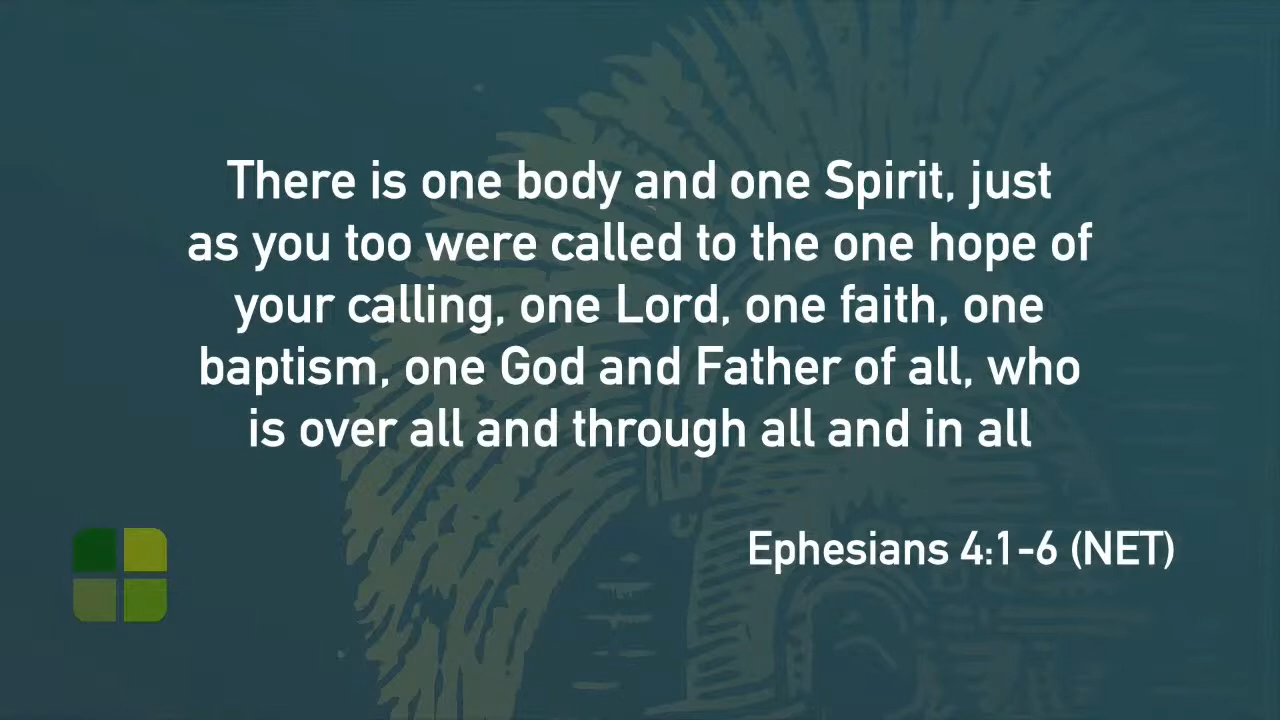 There is one body and one Spirit, just
as you too were called to the one hope of
your calling, one Lord, one faith, one
baptism, one God and Father of all, who
is over all and through all and in all
Ephesians 4:1-6 (NET)